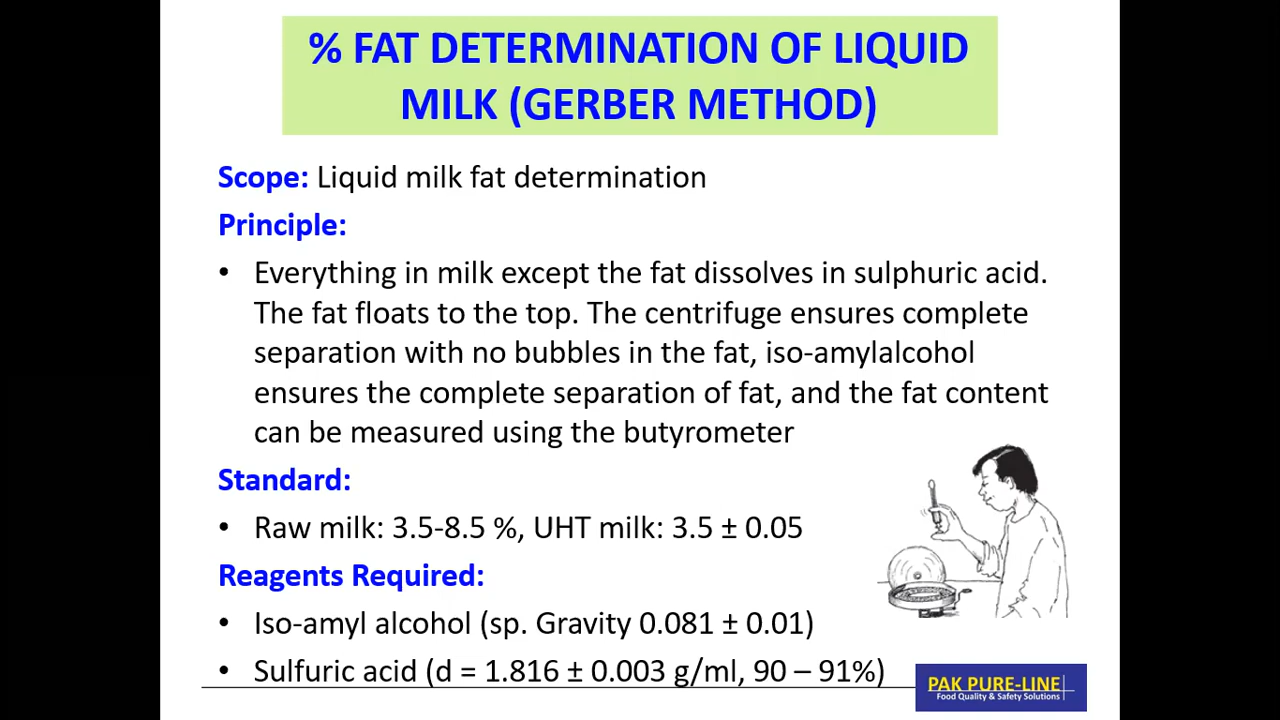 % FAT DETERMINATION OF LIQUID
MILK (GERBER METHOD)
Scope: Liquid milk fat determination
Principle:
• Everything in milk except the fat dissolves in sulphuric acid.
The fat floats to the top. The centrifuge ensures complete
separation with no bubbles in the fat, iso-amylalcohol
ensures the complete separation of fat, and the fat content
can be measured using the butyrometer
Standard:
• Raw milk: 3.5-8.5 %, UHT milk: 3.5 ± 0.05
Reagents Required:
• Iso-amyl alcohol (sp. Gravity 0.081 ± 0.01)
• Sulfuric acid (d = 1.816 ± 0.003 g/ml, 90 – 91%)
PAK PURE-LINE
Food Quality & Safety Solutions